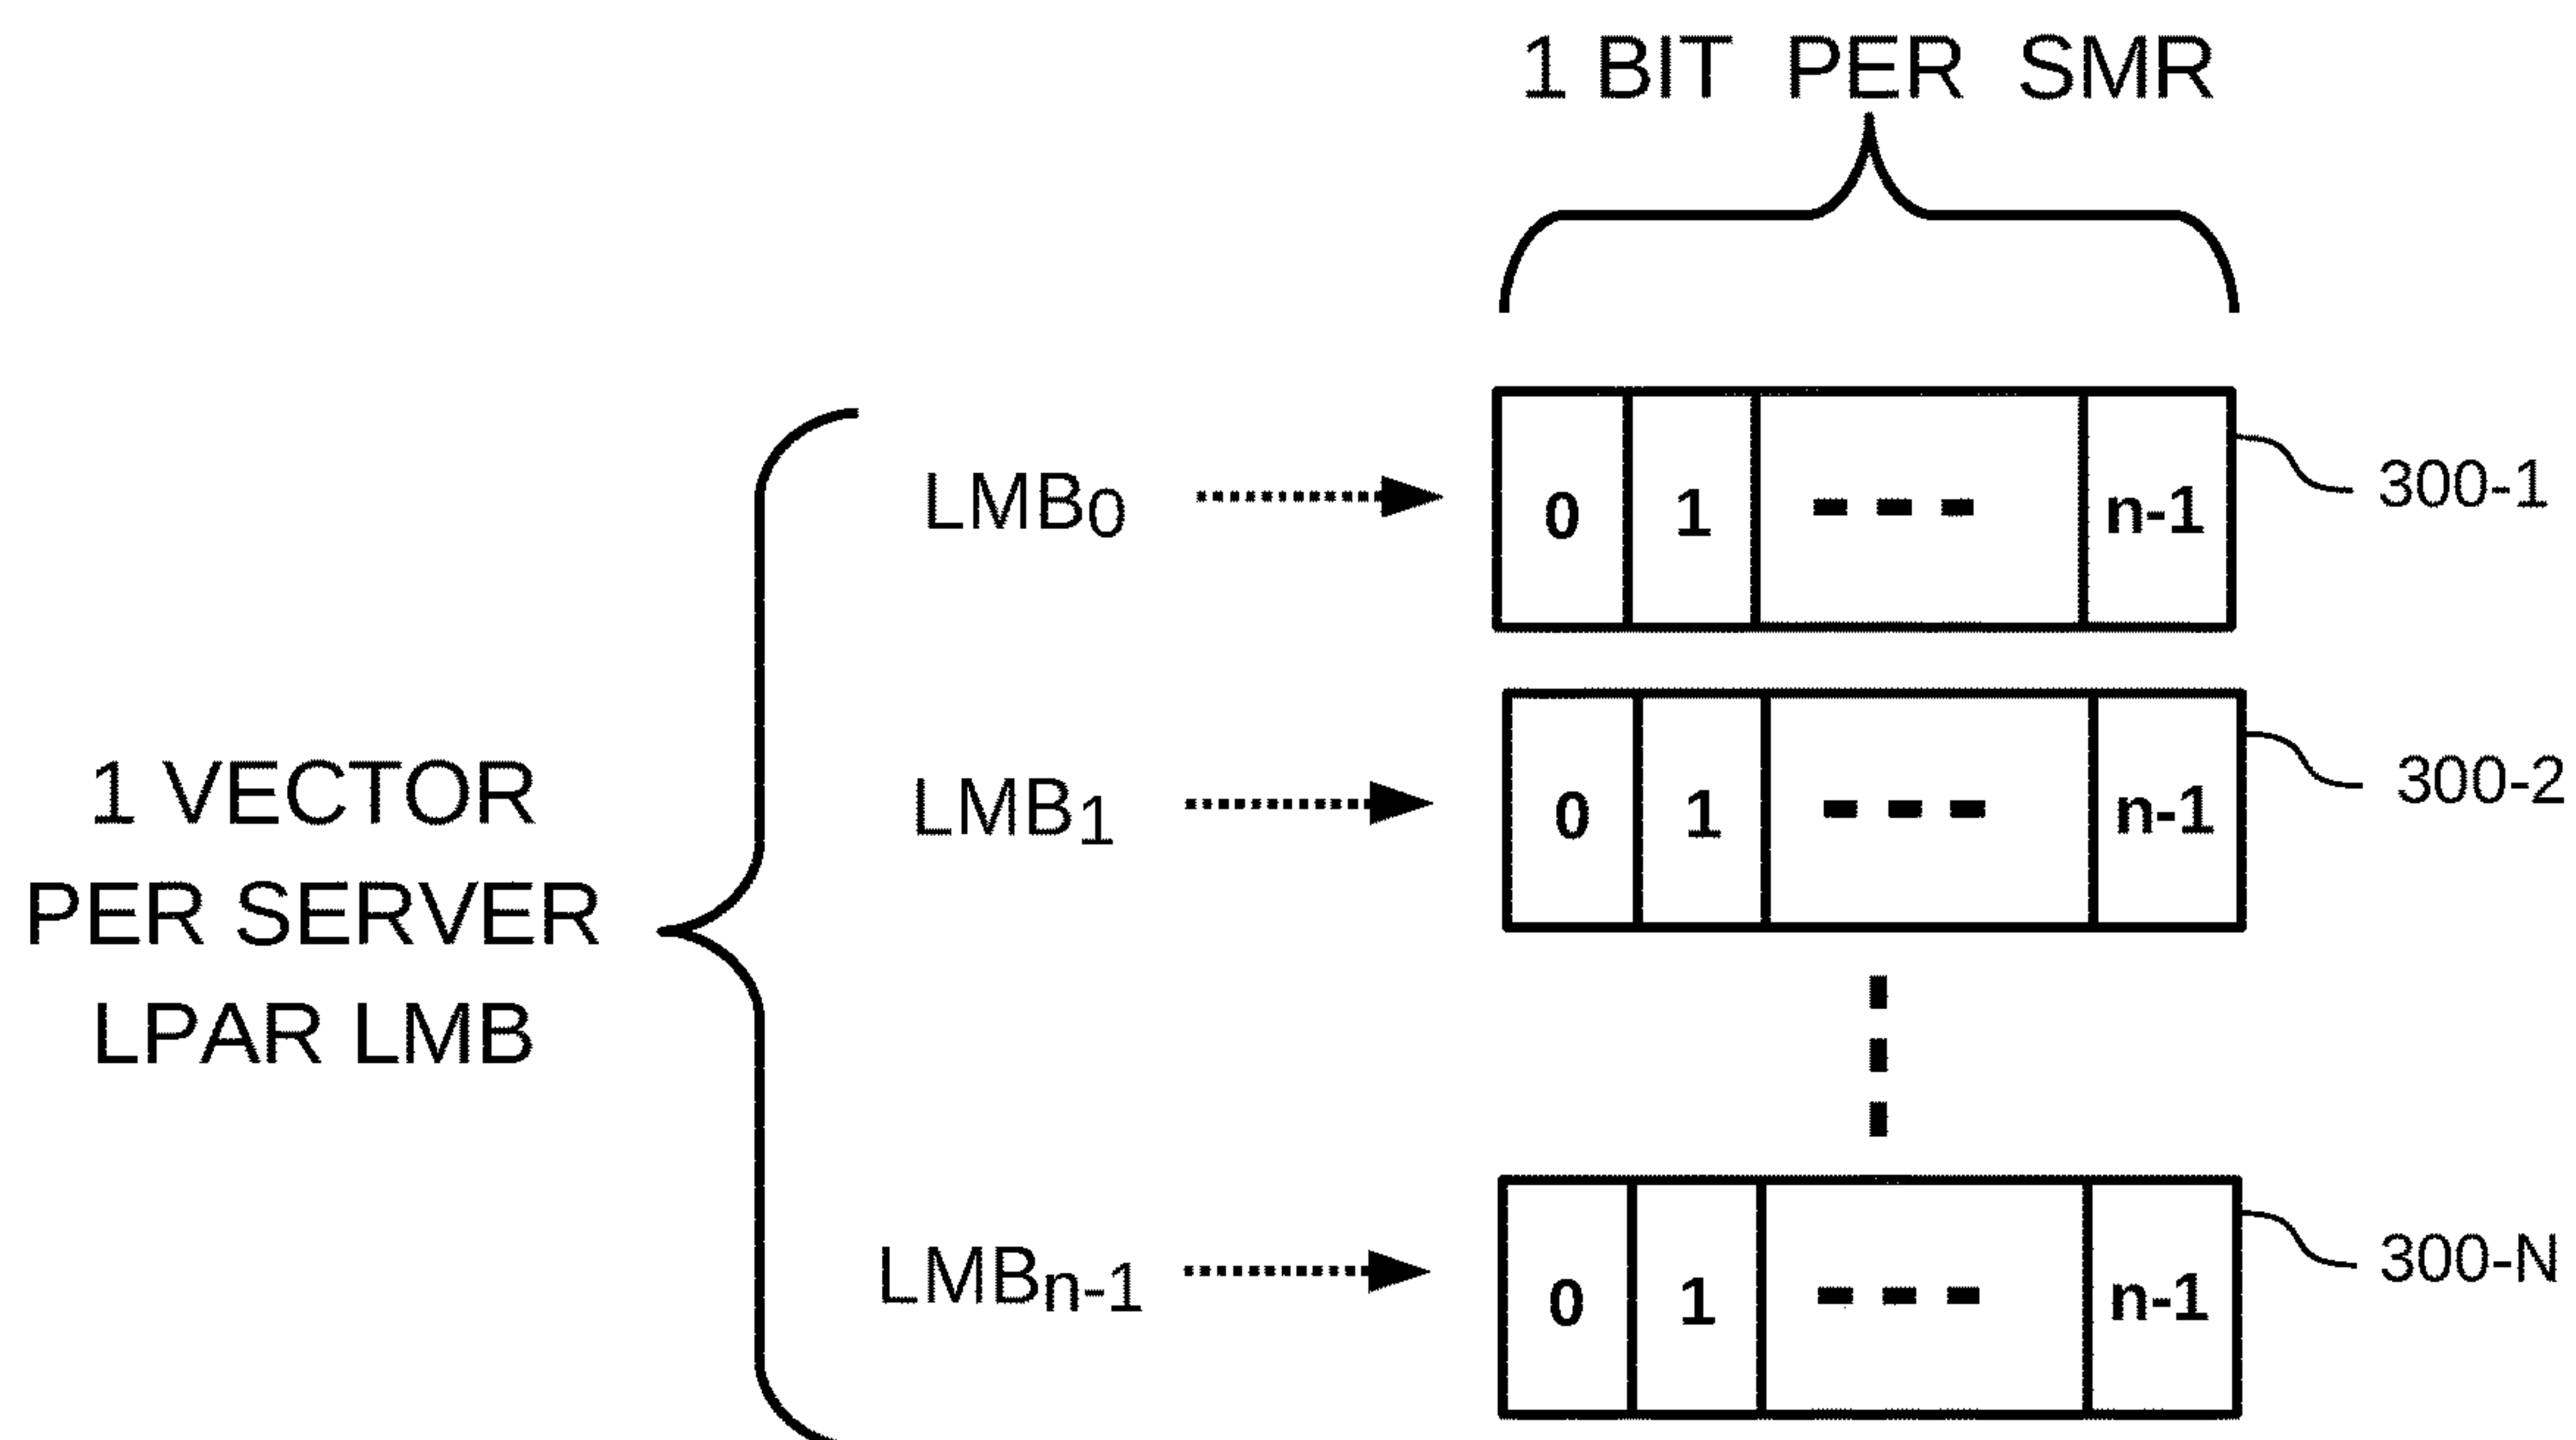 1 BIT PER SMR
LMB0 0 1 n-1 300-1
LMB1 0 1 n-1 300-2
1 VECTOR
PER SERVER
LPAR LMB
LMBn-1 0 1 n-1 300-N